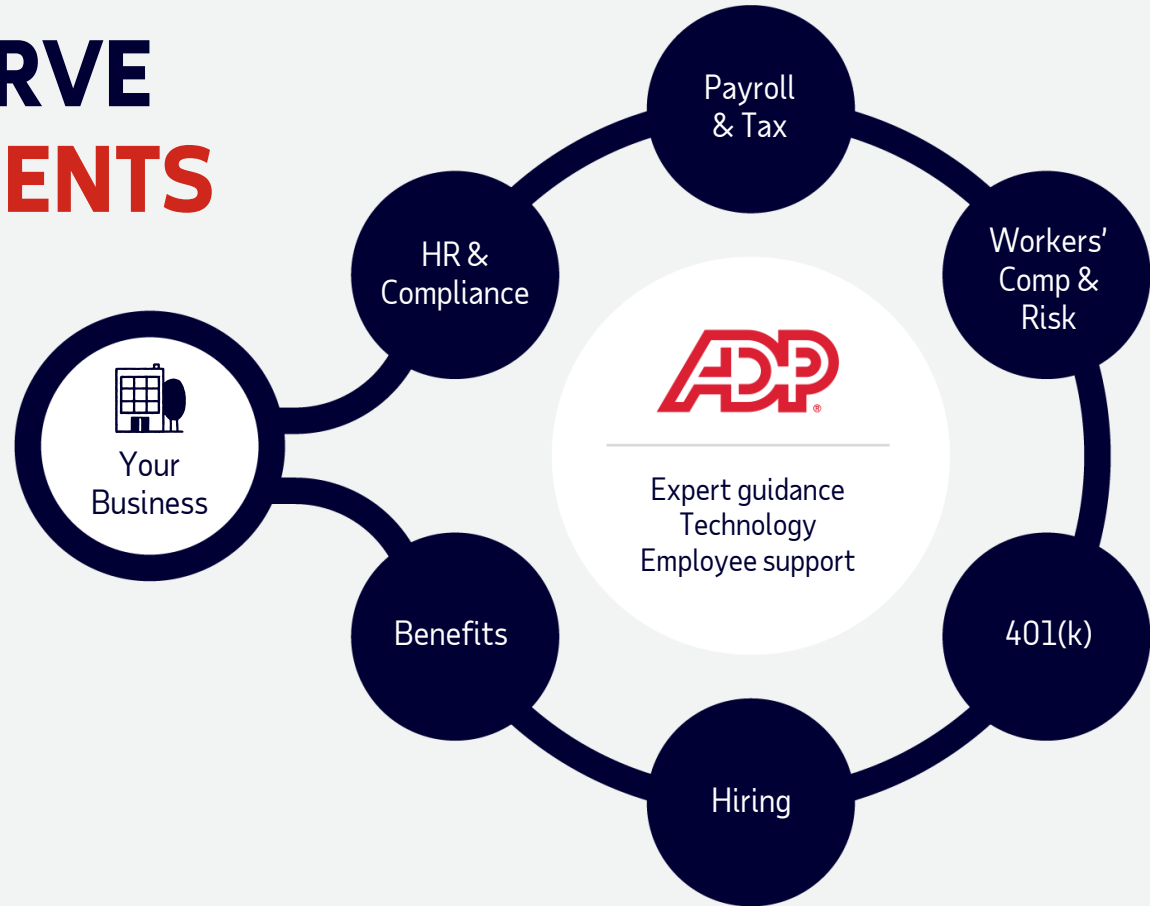 RVE
ENTS
Payroll
& Tax
HR &
Compliance
Workers’
Comp &
Risk
ADP
®
Your
Business
Expert guidance
Technology
Employee support
Benefits
401(k)
Hiring